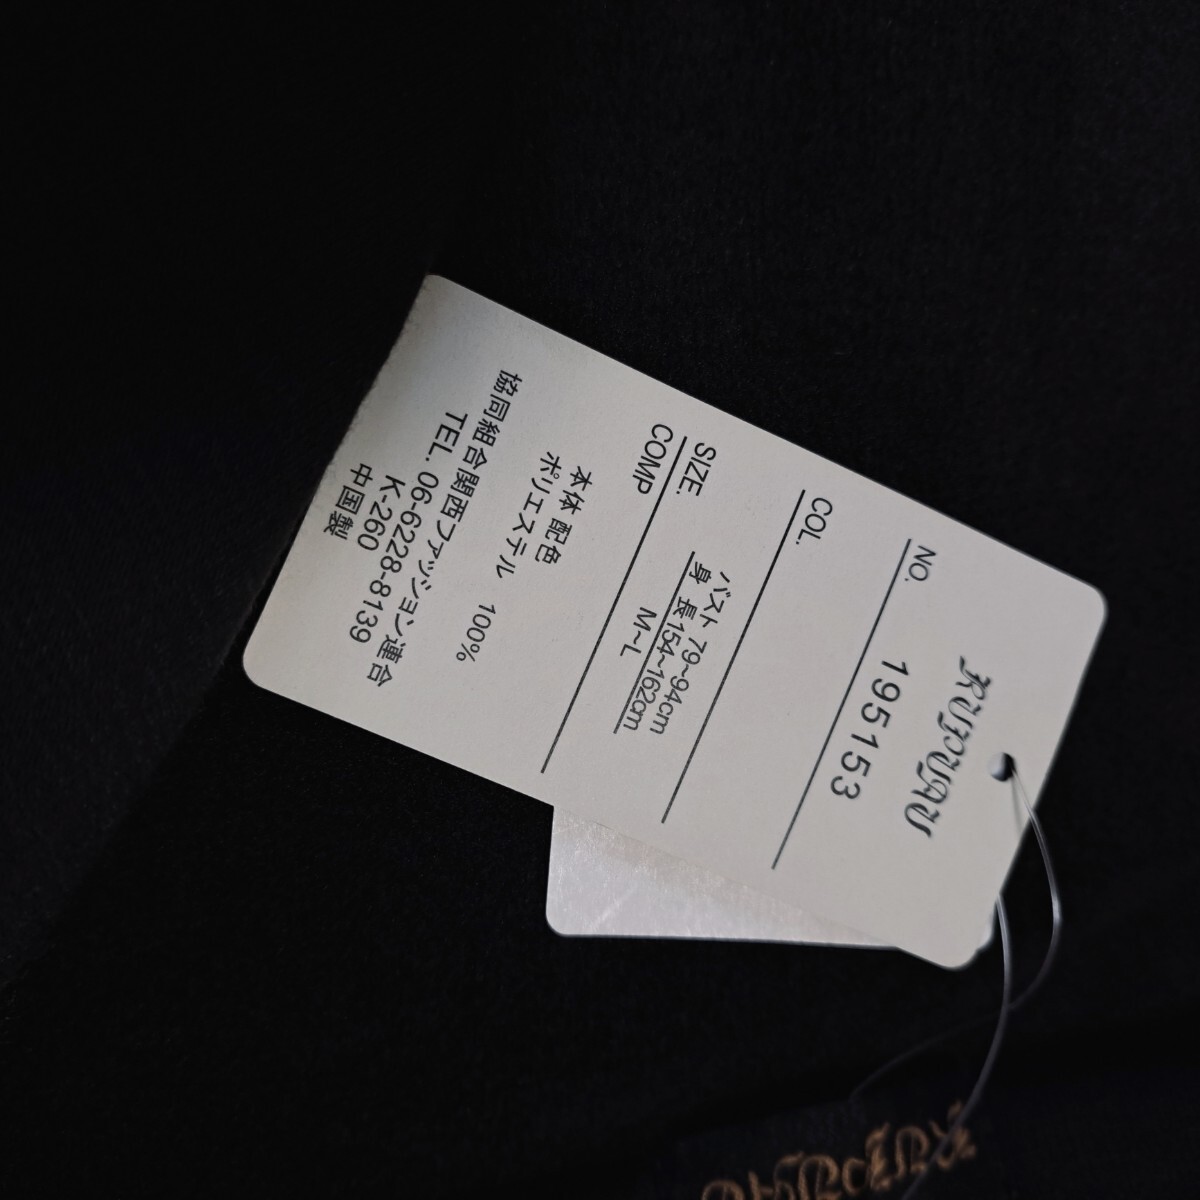 NO. 195153
COL.
SIZE. バスト 79~94cm
身 長 154~162cm
M~L
COMP
本体 配色
ポリエステル 100%
協同組合関西ファッション連合
TEL. 06-6228-8139
K-260
中国製